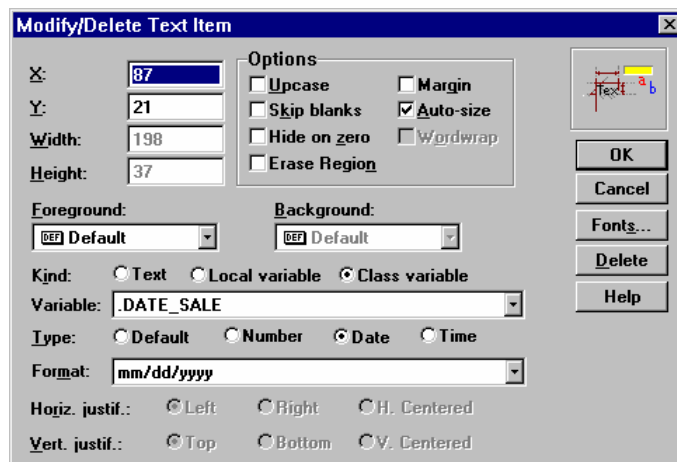 Modify/Delete Text Item
X: 87
Y: 21
Width: 198
Height: 37
Options
Upcase Margin
Skip blanks Auto-size
Hide on zero Wordwrap
Erase Region
Text a b
OK
Cancel
Fonts...
Delete
Help
Foreground: Background:
DEF Default DEF Default
Kind: Text Local variable Class variable
Variable: .DATE_SALE
Type: Default Number Date Time
Format: mm/dd/yyyy
Horiz. justif.: Left Right H. Centered
Vert. justif.: Top Bottom V. Centered